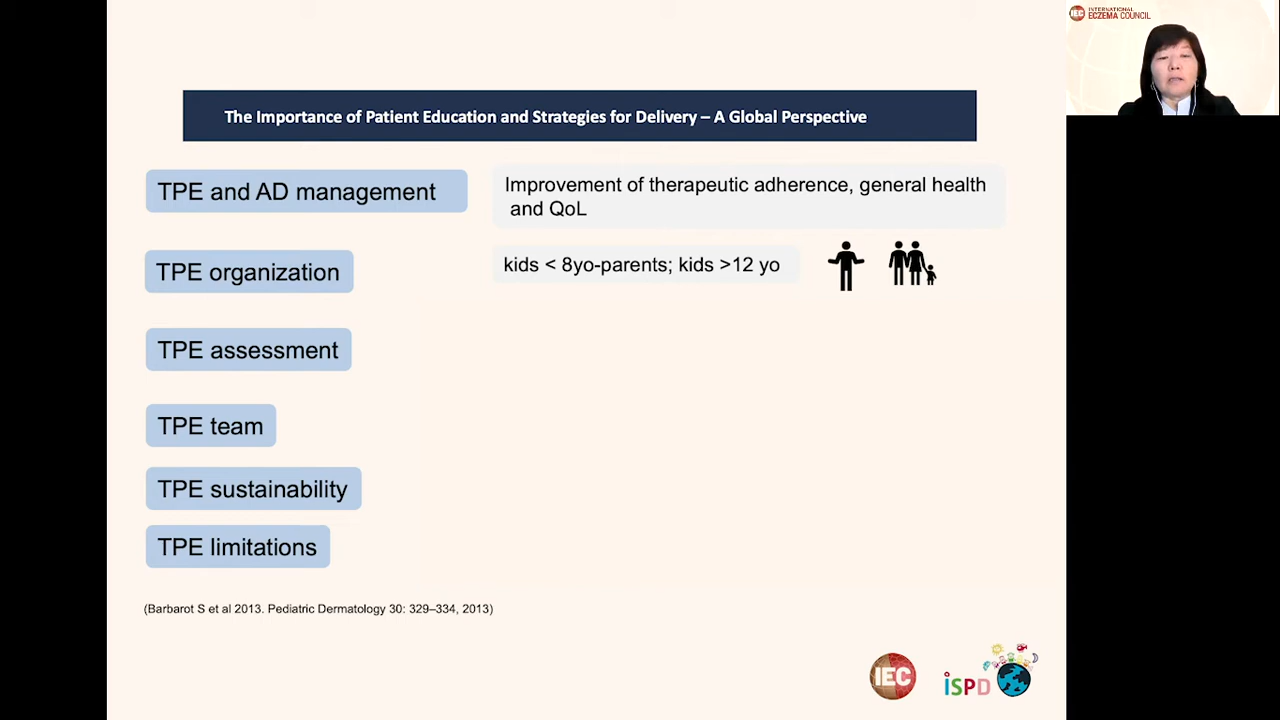 INTERNATIONAL
ECZEMA COUNCIL
IEC
The Importance of Patient Education and Strategies for Delivery – A Global Perspective
TPE and AD management
Improvement of therapeutic adherence, general health
and QoL
TPE organization
kids < 8yo-parents; kids >12 yo
TPE assessment
TPE team
TPE sustainability
TPE limitations
(Barbarot S et al 2013. Pediatric Dermatology 30: 329–334, 2013)
IEC
iSPD